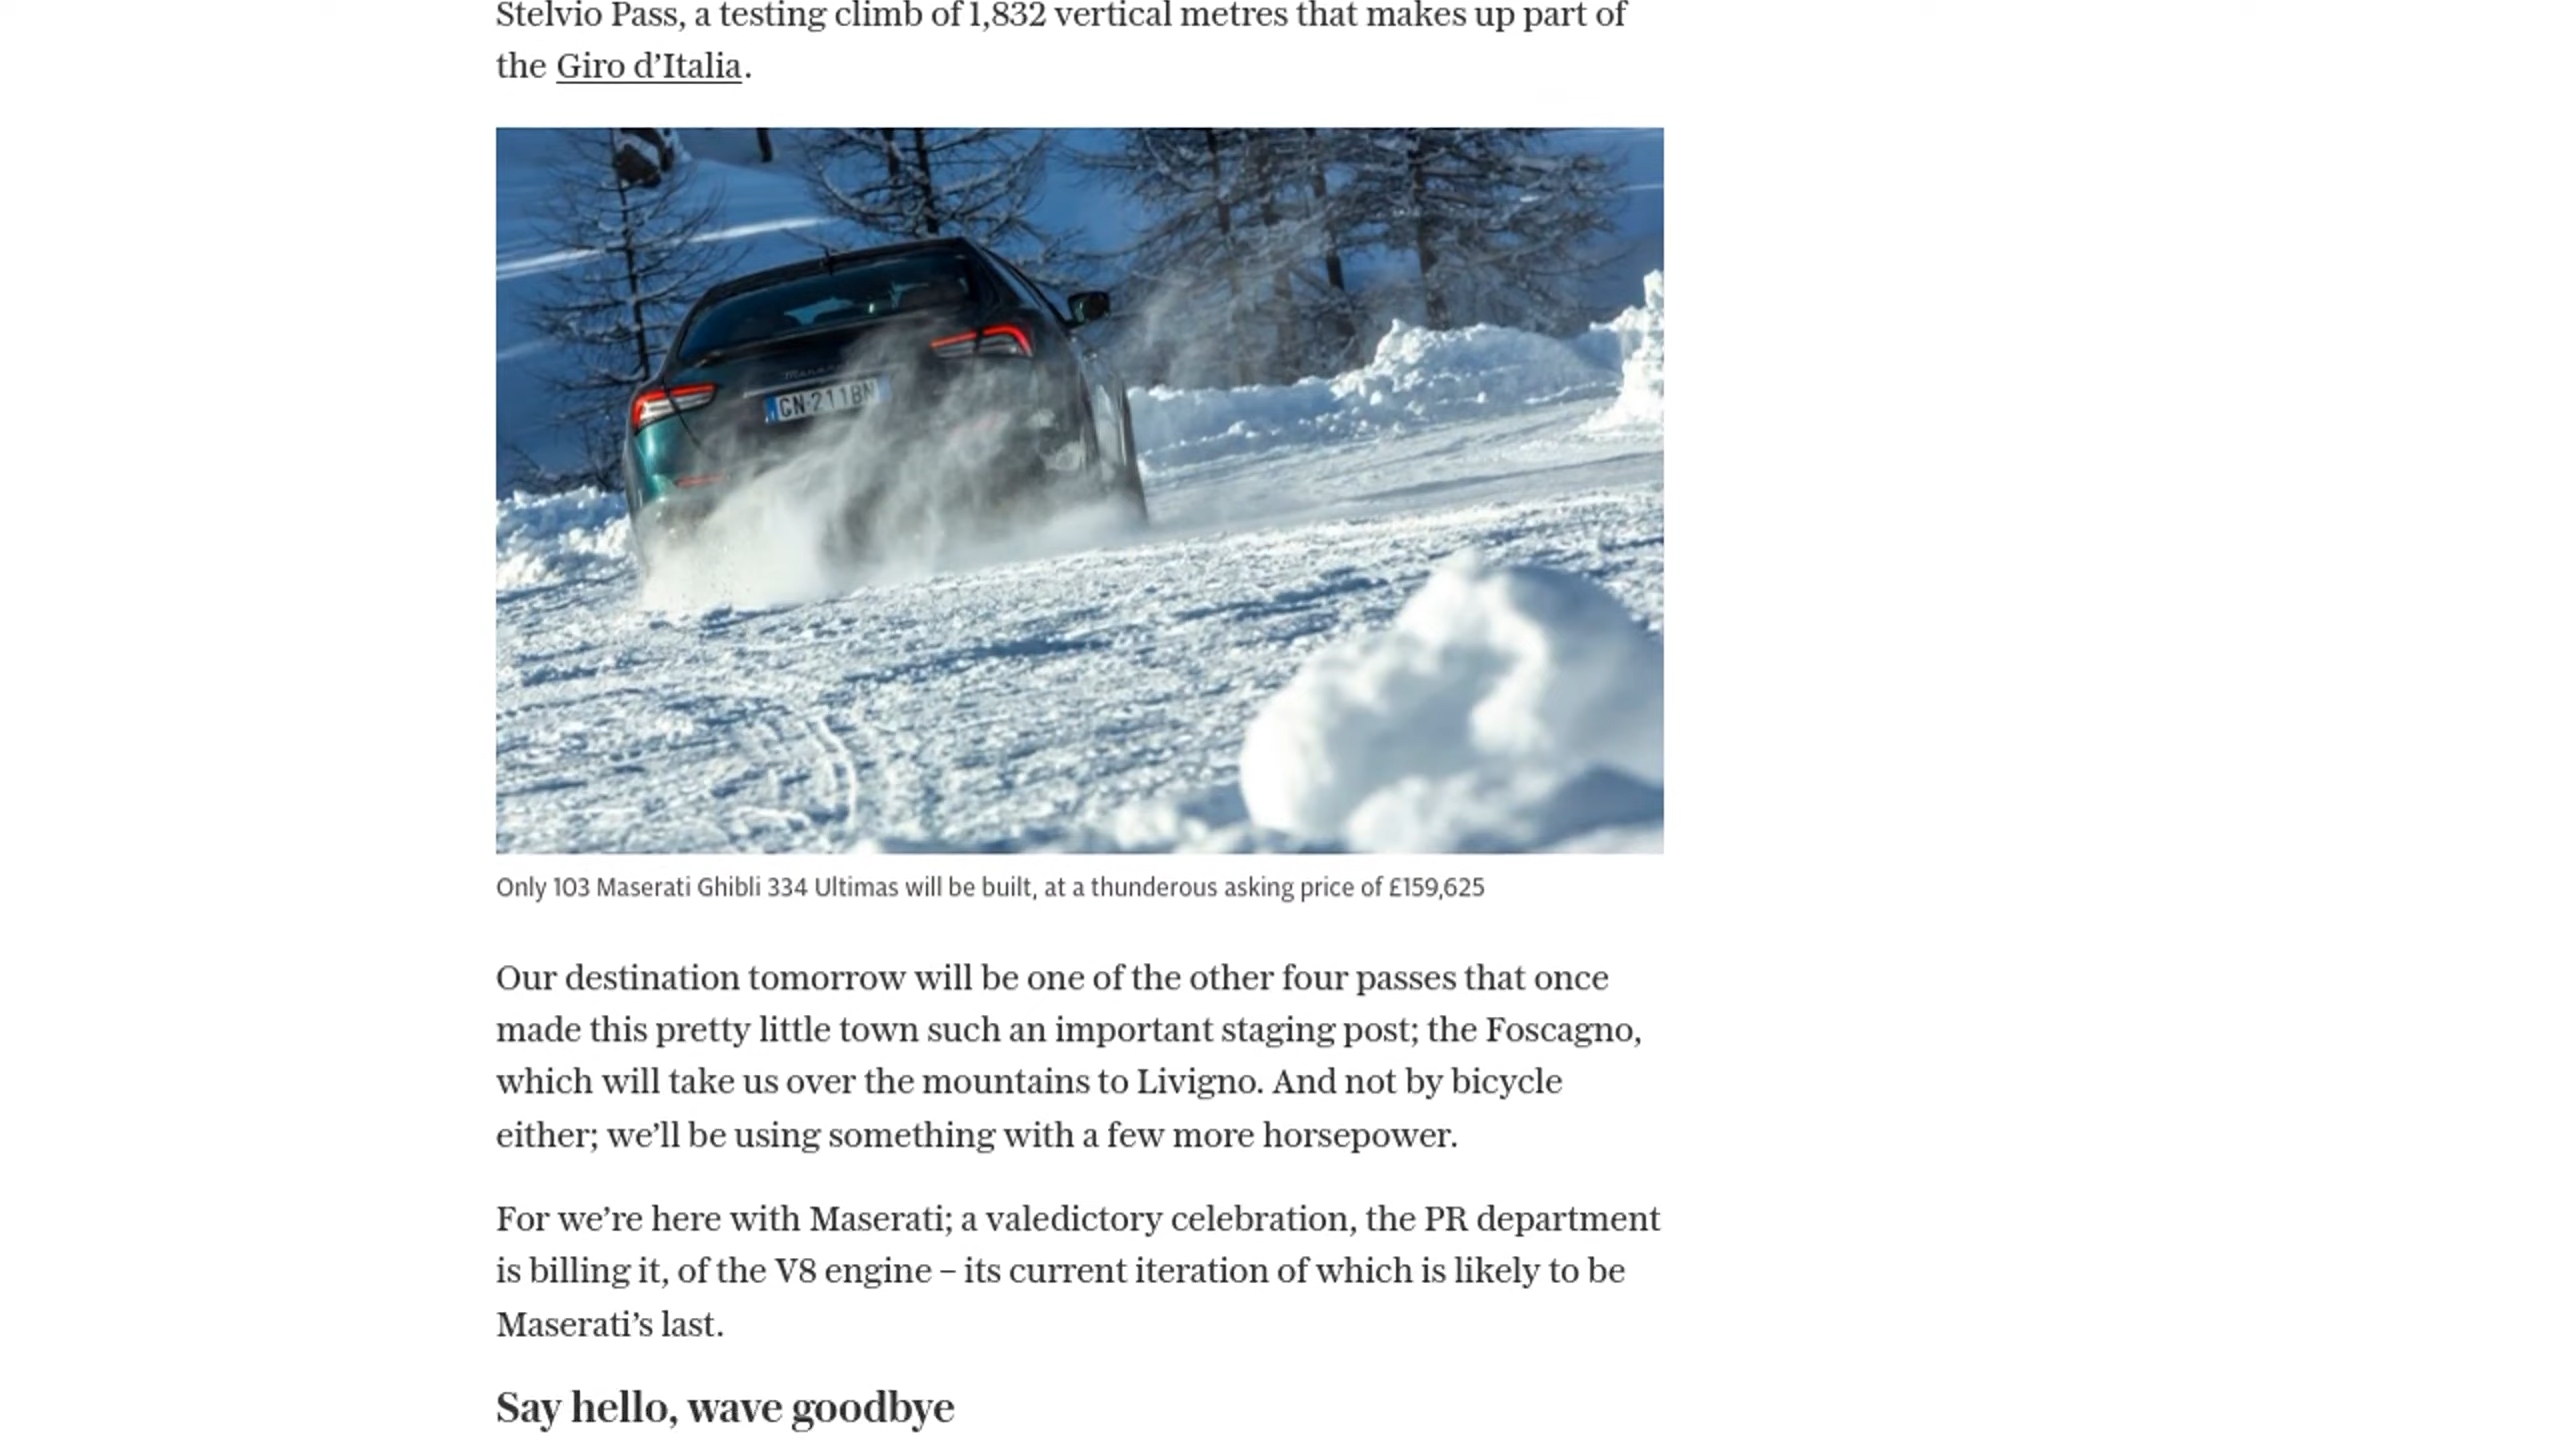 Stelvio Pass, a testing climb of 1,832 vertical metres that makes up part of
the Giro d’Italia.
GN 211BN
Only 103 Maserati Ghibli 334 Ultimas will be built, at a thunderous asking price of £159,625
Our destination tomorrow will be one of the other four passes that once
made this pretty little town such an important staging post; the Foscagno,
which will take us over the mountains to Livigno. And not by bicycle
either; we’ll be using something with a few more horsepower.
For we’re here with Maserati; a valedictory celebration, the PR department
is billing it, of the V8 engine – its current iteration of which is likely to be
Maserati’s last.
Say hello, wave goodbye